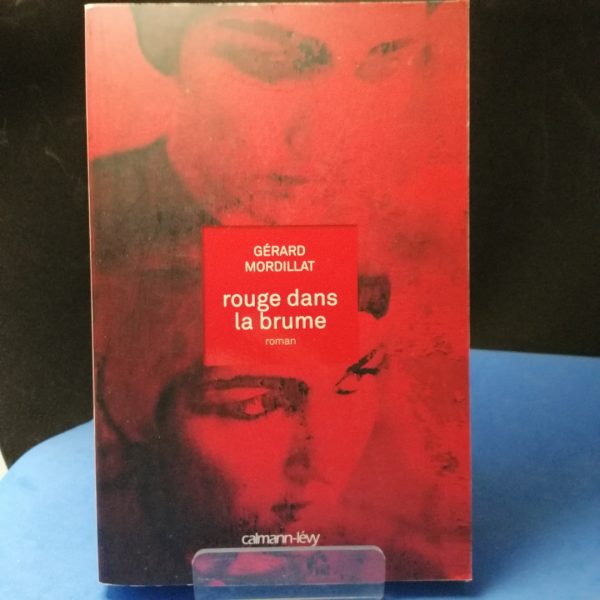 GÉRARD
MORDILLAT
rouge dans
la brume
roman
calmann-lévy